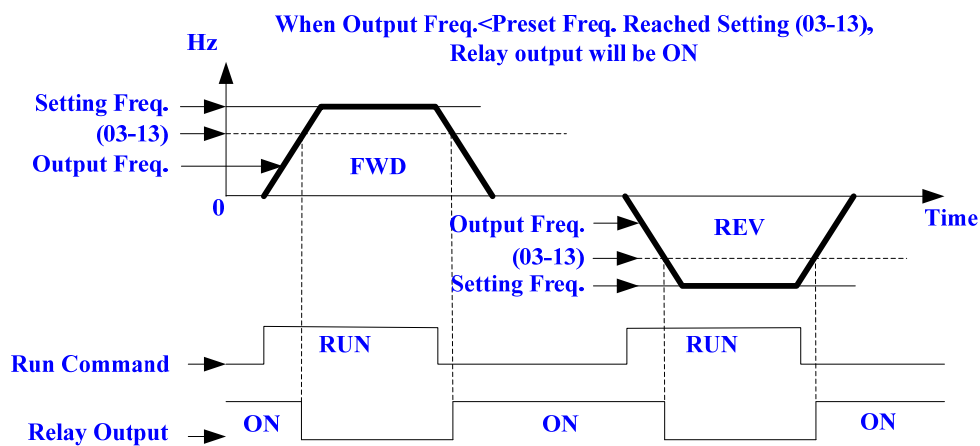 When Output Freq.<Preset Freq. Reached Setting (03-13),
Relay output will be ON
Hz
Setting Freq.
(03-13)
Output Freq.
FWD
0
Time
Output Freq.
REV
(03-13)
Setting Freq.
RUN
RUN
Run Command
ON
ON
ON
Relay Output